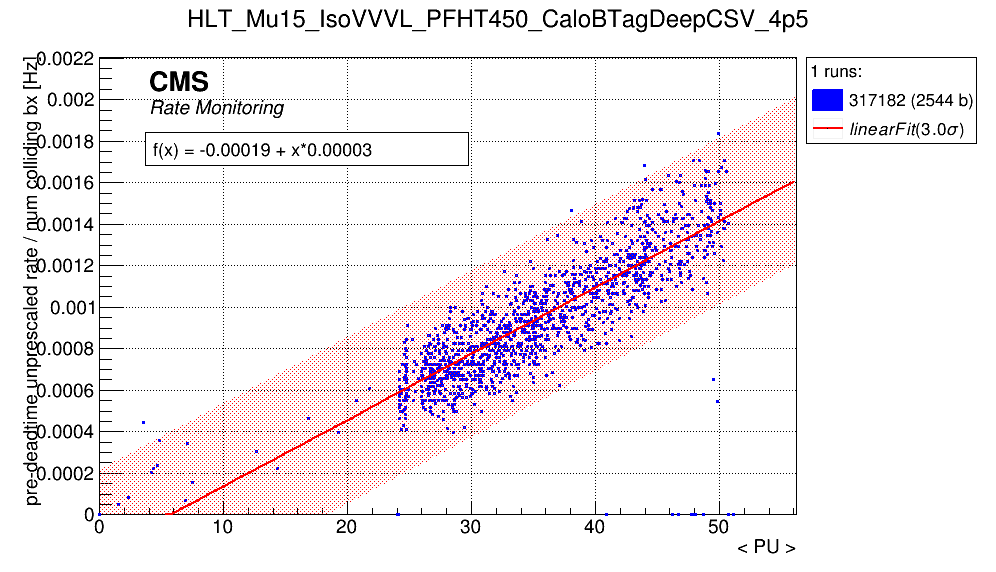 HLT_Mu15_IsoVVVL_PFHT450_CaloBTagDeepCSV_4p5
pre-deadtime unprescaled rate / num colliding bx [Hz]
0.0022
0.002
0.0018
0.0016
0.0014
0.0012
0.001
0.0008
0.0006
0.0004
0.0002
0
CMS
Rate Monitoring
f(x) = -0.00019 + x*0.00003
1 runs:
317182 (2544 b)
linearFit(3.0σ)
0 10 20 30 40 50
< PU >